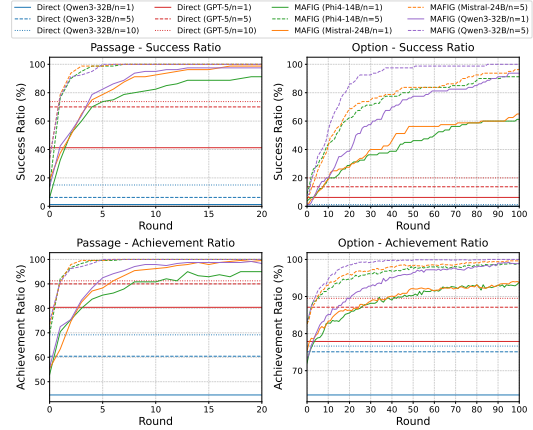 Direct (Qwen3-32B/n=1)
Direct (Qwen3-32B/n=5)
Direct (Qwen3-32B/n=10)
Direct (GPT-5/n=1)
Direct (GPT-5/n=5)
Direct (GPT-5/n=10)
MAFIG (Phi4-14B/n=1)
MAFIG (Phi4-14B/n=5)
MAFIG (Mistral-24B/n=1)
MAFIG (Mistral-24B/n=5)
MAFIG (Qwen3-32B/n=1)
MAFIG (Qwen3-32B/n=5)
Passage - Success Ratio
Success Ratio (%)
100
80
60
40
20
0
0 5 10 15 20
Round
Option - Success Ratio
Success Ratio (%)
100
80
60
40
20
0
0 10 20 30 40 50 60 70 80 90 100
Round
Passage - Achievement Ratio
Achievement Ratio (%)
100
90
80
70
60
50
0 5 10 15 20
Round
Option - Achievement Ratio
Achievement Ratio (%)
100
90
80
70
0 10 20 30 40 50 60 70 80 90 100
Round